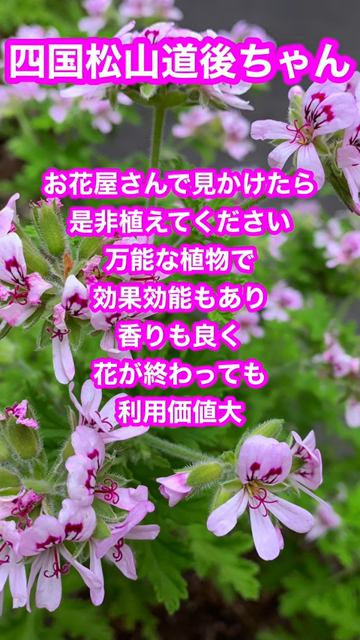 四国松山道後ちゃん
お花屋さんで見かけたら
是非植えてください
万能な植物で
効果効能もあり
香りも良く
花が終わっても
利用価値大